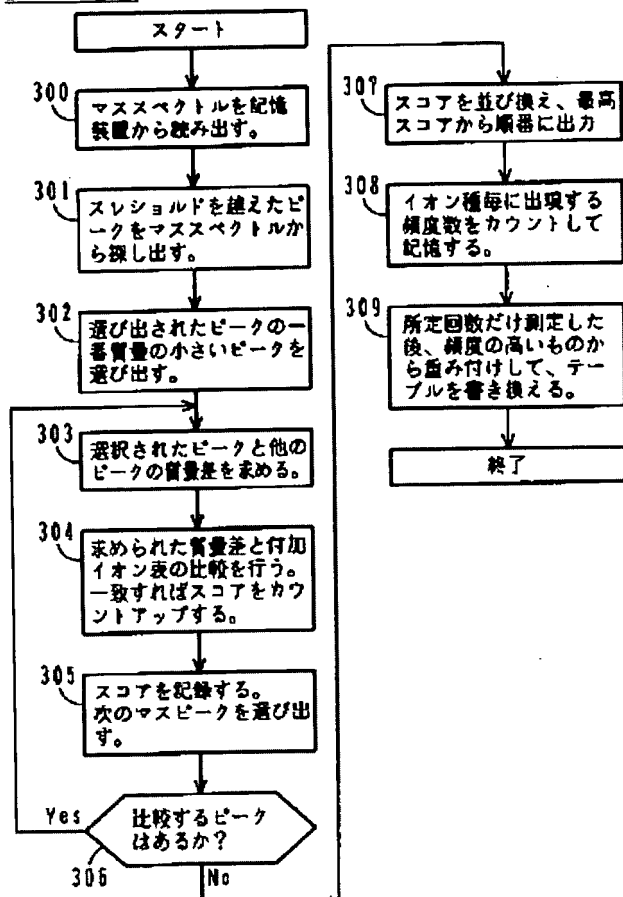 スタート
300
マススペクトルを記憶
装置から読み出す。
301
スレショルドを越えたピ
ークをマススペクトルか
ら探し出す。
302
選び出されたピークの一
番質量の小さいピークを
選び出す。
303
選択されたピークと他の
ピークの質量差を求める。
304
求められた質量差と付加
イオン表の比較を行う。
一致すればスコアをカウ
ントアップする。
305
スコアを記録する。
次のマスピークを選び出
す。
Yes
比較するピーク
はあるか?
306
No
307
スコアを並び換え、最高
スコアから順番に出力
308
イオン種毎に出現する
頻度数をカウントして
記憶する。
309
所定回数だけ測定した
後、頻度の高いものか
ら重み付けして、テー
ブルを書き換える。
終了